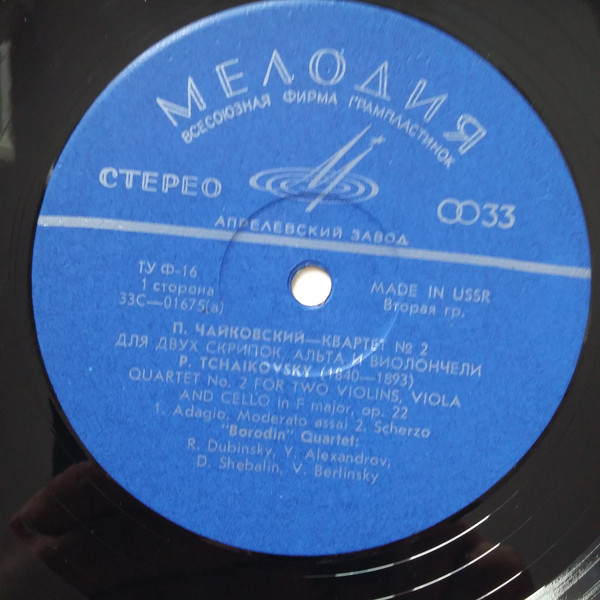 МЕЛОДИЯ
ВСЕСОЮЗНАЯ ФИРМА ГРАМПЛАСТИНОК
СТЕРЕО
33
АПРЕЛЕВСКИЙ ЗАВОД
ТУ Ф-16
MADE IN USSR
1 сторона
Вторая гр.
33С—01675(а)
П. ЧАЙКОВСКИЙ—КВАРТЕТ № 2
ДЛЯ ДВУХ СКРИПОК, АЛЬТА И ВИОЛОНЧЕЛИ
P. TCHAIKOVSKY (1840—1893)
QUARTET No. 2 FOR TWO VIOLINS, VIOLA
AND CELLO in F major, op. 22
1. Adagio, Moderato assai 2. Scherzo
"Borodin" Quartet:
R. Dubinsky, Y. Alexandrov,
D. Shebalin, V. Berlinsky